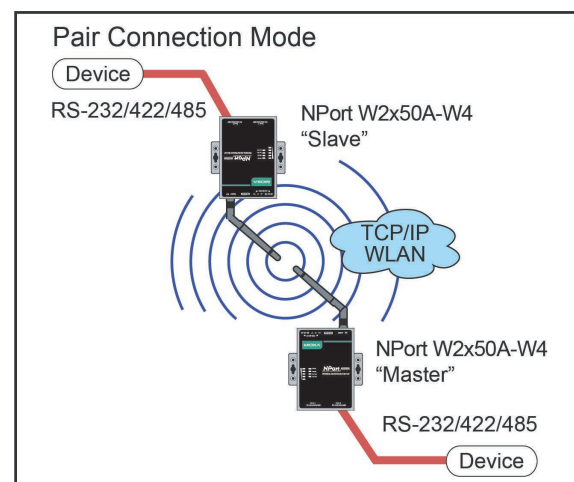 Pair Connection Mode
Device
RS-232/422/485
NPort W2x50A-W4
“Slave”
TCP/IP
WLAN
NPort W2x50A-W4
“Master”
RS-232/422/485
Device